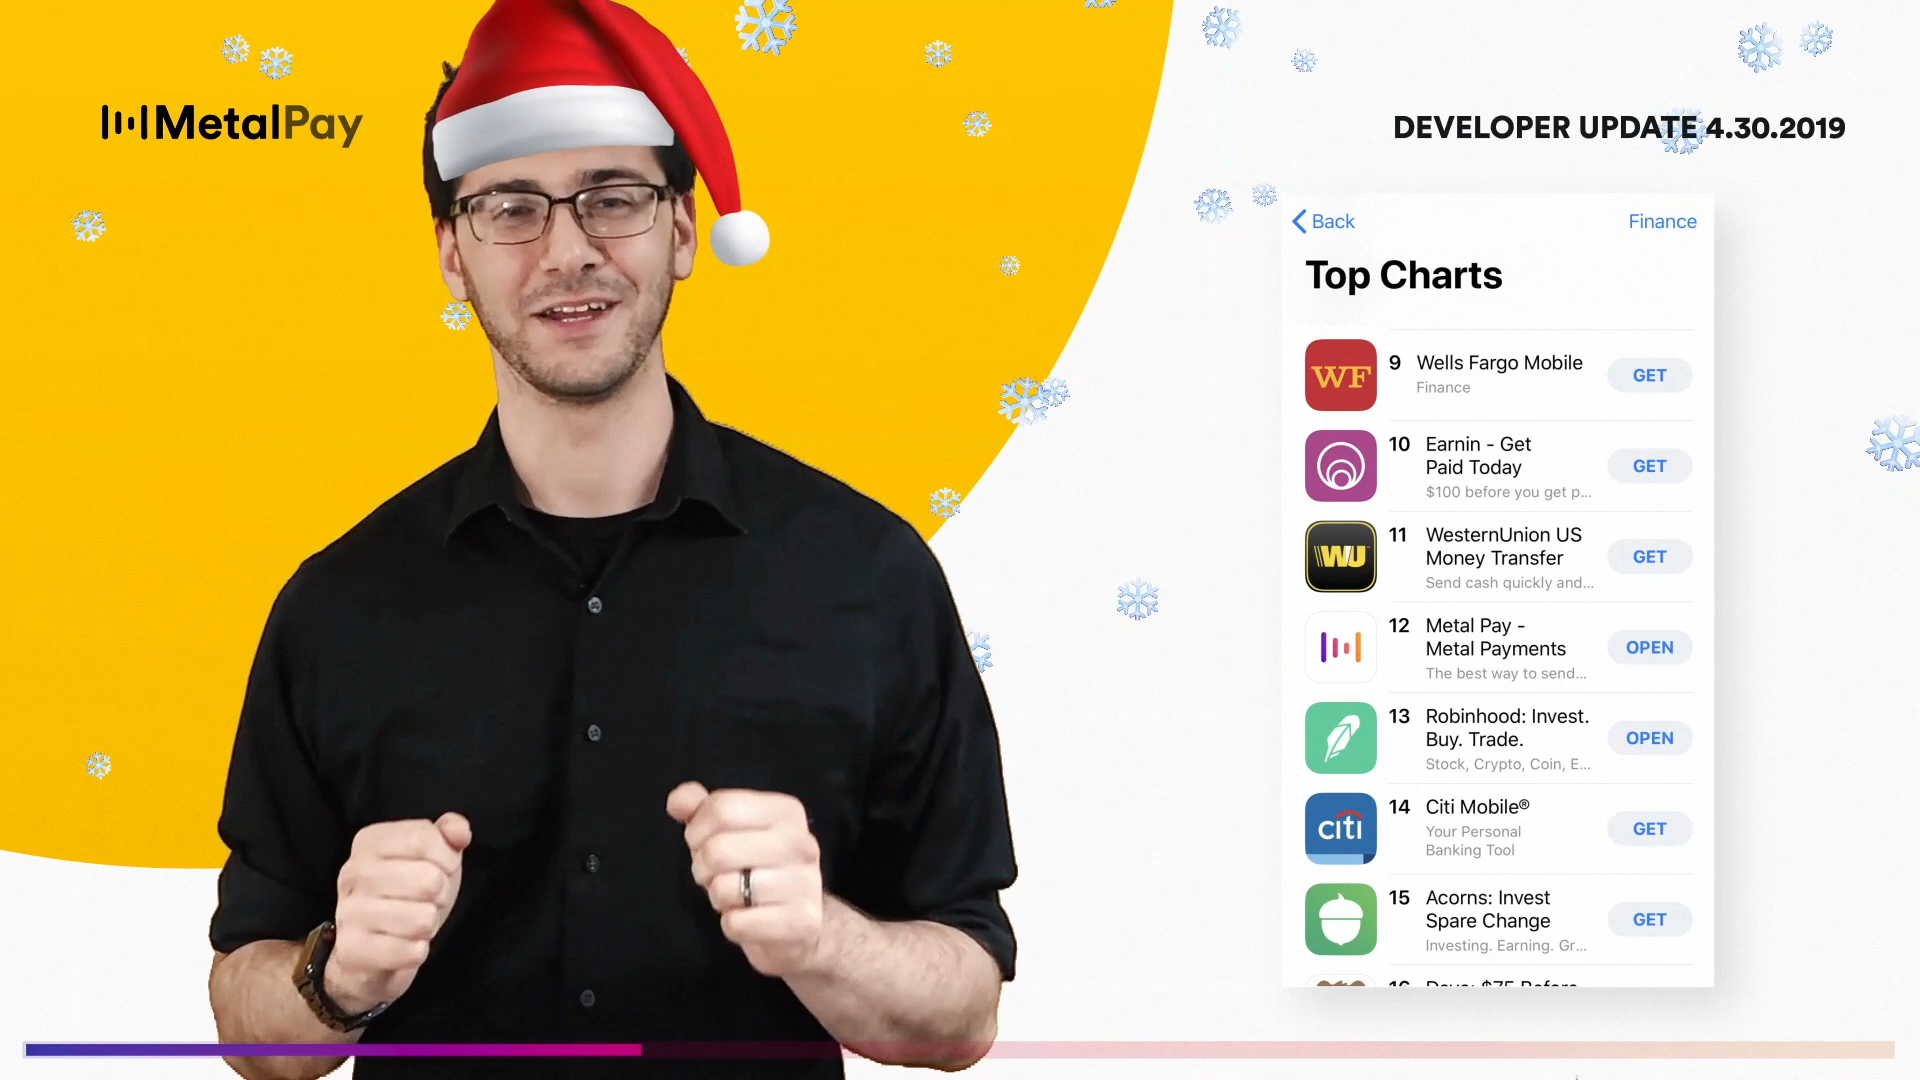 MetalPay
DEVELOPER UPDATE 4.30.2019
Back
Finance
Top Charts
WF
9 Wells Fargo Mobile
Finance
GET
10 Earnin - Get
Paid Today
$100 before you get p...
GET
WU
11 WesternUnion US
Money Transfer
Send cash quickly and...
GET
12 Metal Pay -
Metal Payments
The best way to send...
OPEN
13 Robinhood: Invest.
Buy. Trade.
Stock, Crypto, Coin, E...
OPEN
citi
14 Citi Mobile®
Your Personal
Banking Tool
GET
15 Acorns: Invest
Spare Change
Investing. Earning. Gr...
GET
16 Dave: $75 Before